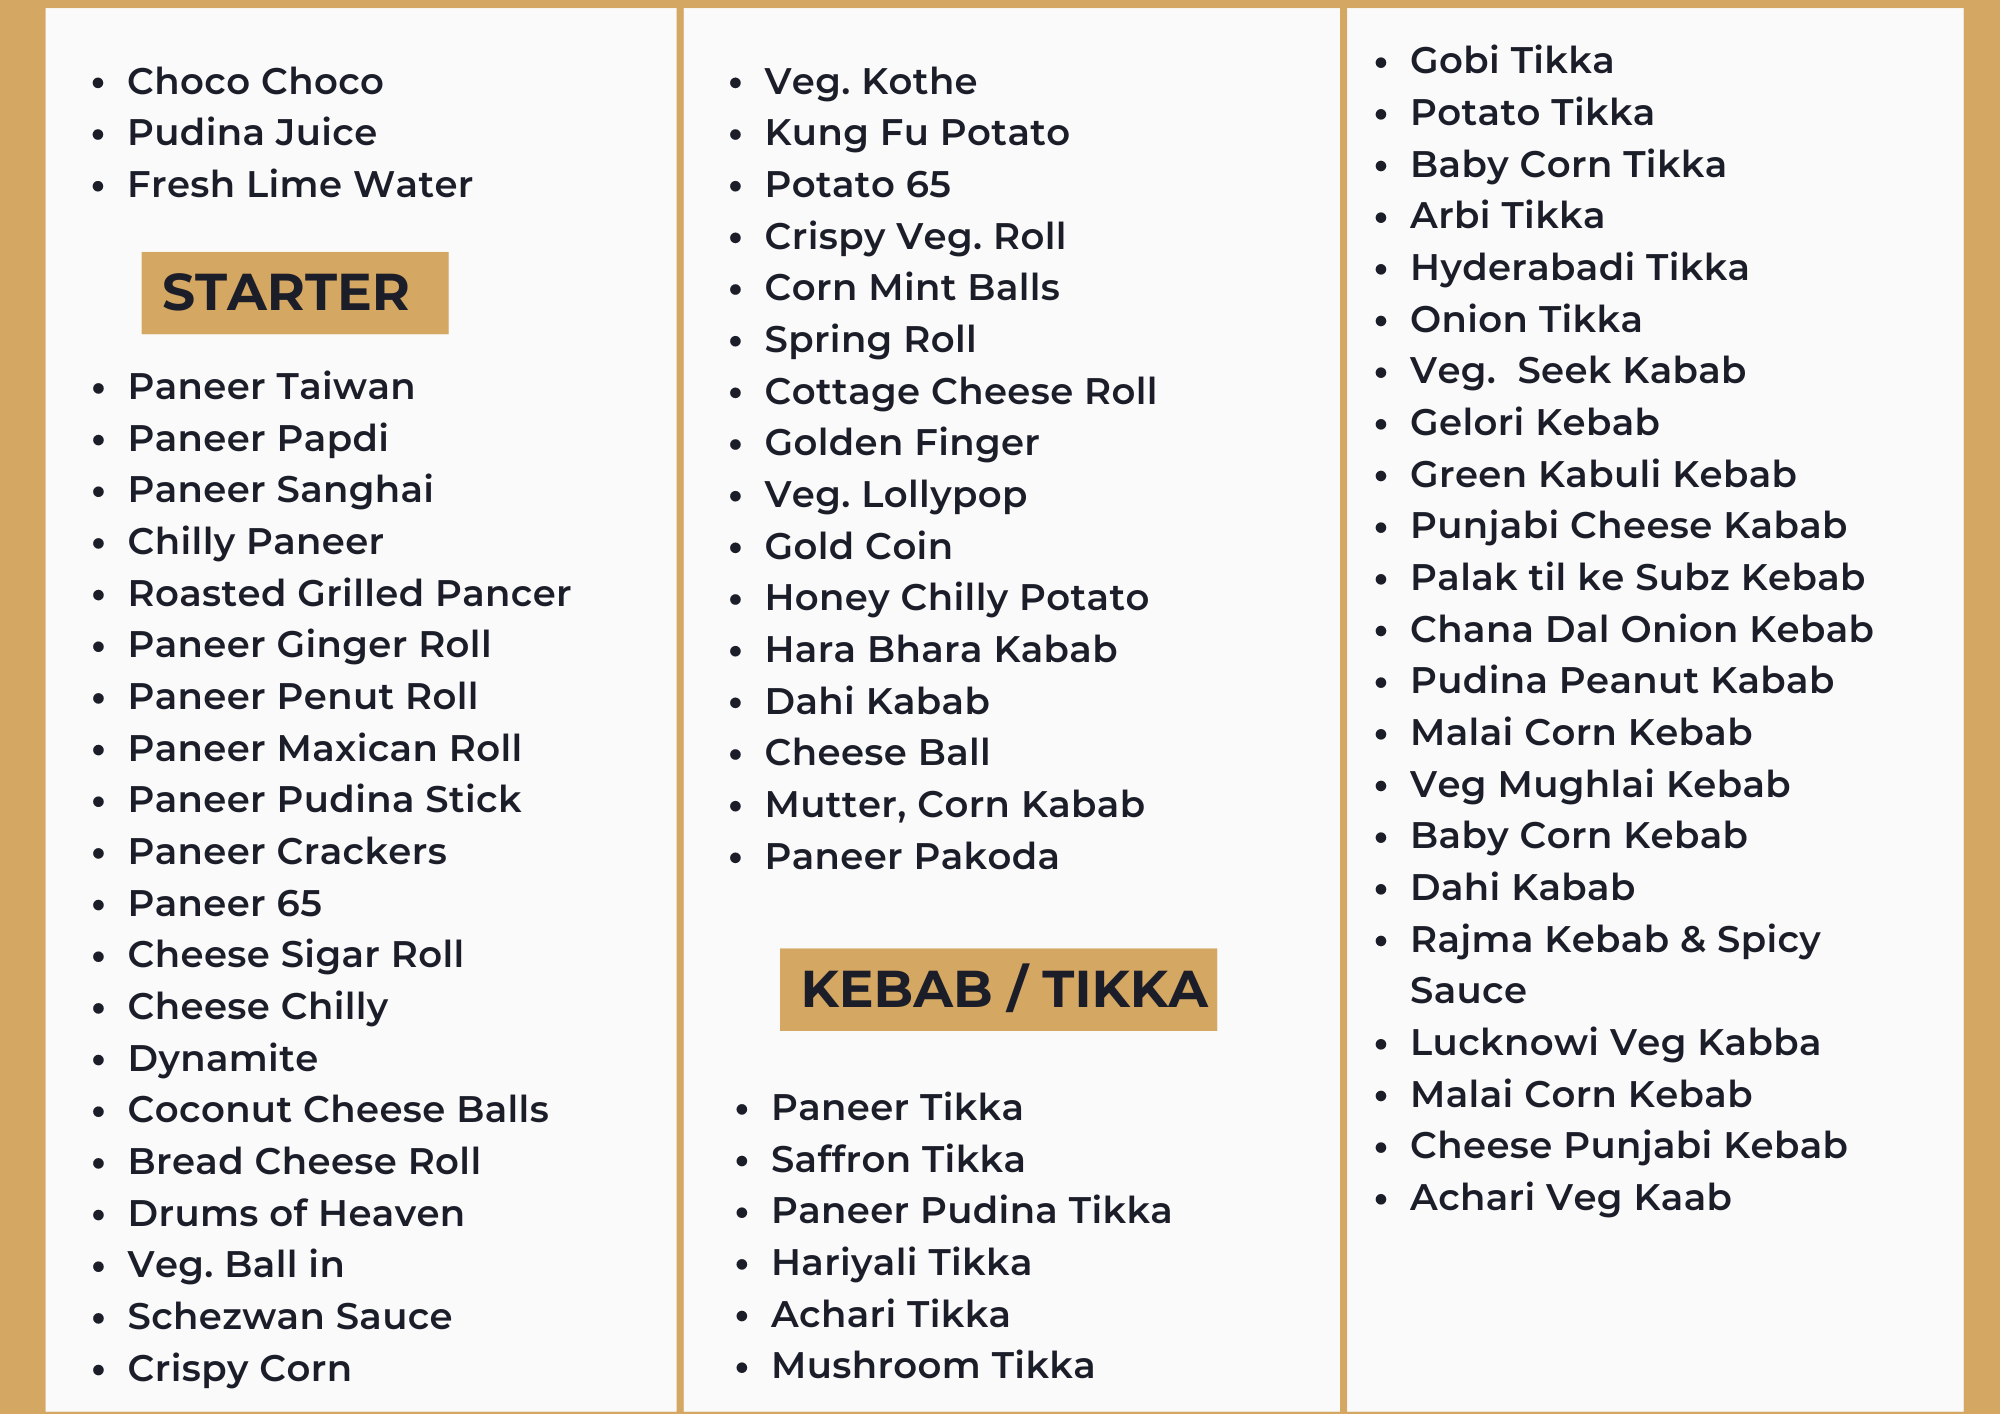 Choco Choco
Pudina Juice
Fresh Lime Water
STARTER
Paneer Taiwan
Paneer Papdi
Paneer Sanghai
Chilly Paneer
Roasted Grilled Pancer
Paneer Ginger Roll
Paneer Penut Roll
Paneer Maxican Roll
Paneer Pudina Stick
Paneer Crackers
Paneer 65
Cheese Sigar Roll
Cheese Chilly
Dynamite
Coconut Cheese Balls
Bread Cheese Roll
Drums of Heaven
Veg. Ball in
Schezwan Sauce
Crispy Corn
Veg. Kothe
Kung Fu Potato
Potato 65
Crispy Veg. Roll
Corn Mint Balls
Spring Roll
Cottage Cheese Roll
Golden Finger
Veg. Lollypop
Gold Coin
Honey Chilly Potato
Hara Bhara Kabab
Dahi Kabab
Cheese Ball
Mutter, Corn Kabab
Paneer Pakoda
KEBAB / TIKKA
Paneer Tikka
Saffron Tikka
Paneer Pudina Tikka
Hariyali Tikka
Achari Tikka
Mushroom Tikka
Gobi Tikka
Potato Tikka
Baby Corn Tikka
Arbi Tikka
Hyderabadi Tikka
Onion Tikka
Veg.  Seek Kabab
Gelori Kebab
Green Kabuli Kebab
Punjabi Cheese Kabab
Palak til ke Subz Kebab
Chana Dal Onion Kebab
Pudina Peanut Kabab
Malai Corn Kebab
Veg Mughlai Kebab
Baby Corn Kebab
Dahi Kabab
Rajma Kebab & Spicy
Sauce
Lucknowi Veg Kabba
Malai Corn Kebab
Cheese Punjabi Kebab
Achari Veg Kaab